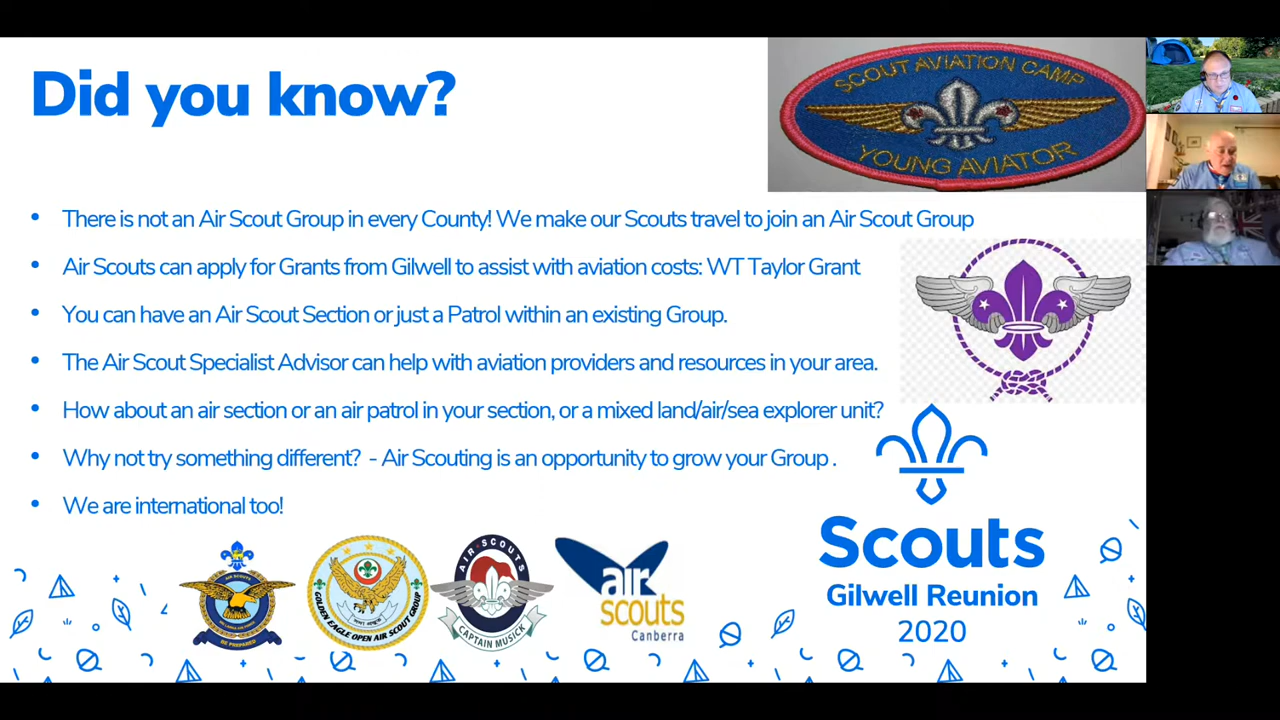 Did you know?
SCOUT AVIATION CAMP
YOUNG AVIATOR
• There is not an Air Scout Group in every County! We make our Scouts travel to join an Air Scout Group
• Air Scouts can apply for Grants from Gilwell to assist with aviation costs: WT Taylor Grant
• You can have an Air Scout Section or just a Patrol within an existing Group.
• The Air Scout Specialist Advisor can help with aviation providers and resources in your area.
• How about an air section or an air patrol in your section, or a mixed land/air/sea explorer unit?
• Why not try something different? - Air Scouting is an opportunity to grow your Group .
• We are international too!
AIR SCOUTS
BE PREPARED
GOLDEN EAGLE OPEN AIR SCOUT GROUP
AIR-SCOUTS
CAPTAIN MUSICK
air
scouts
Canberra
Scouts
Gilwell Reunion
2020